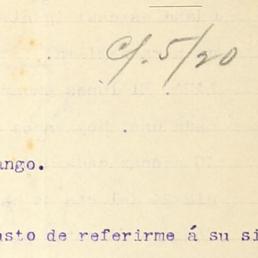 C/. 5/20
ango.
asto de referirme á su si